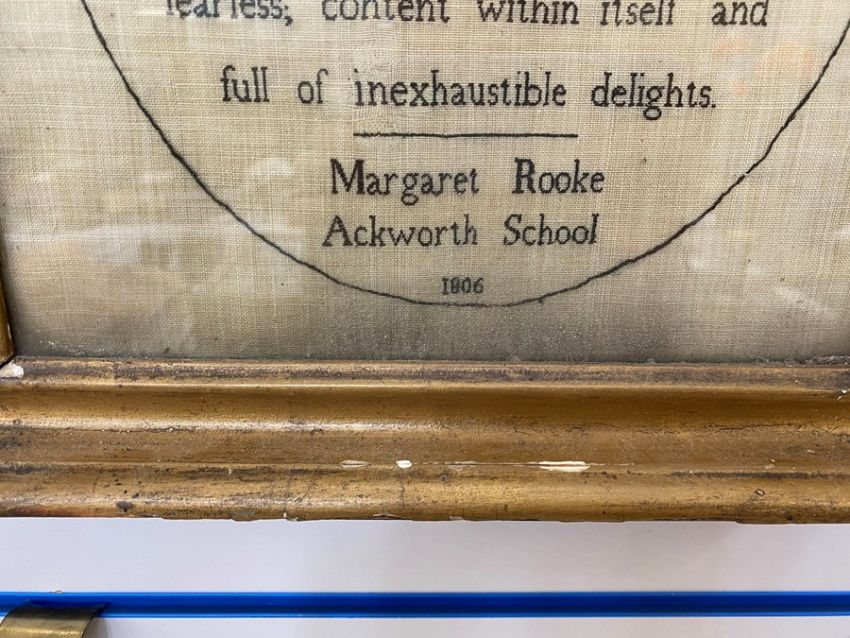 fearless; content within itself and
full of inexhaustible delights.
Margaret Rooke
Ackworth School
1806